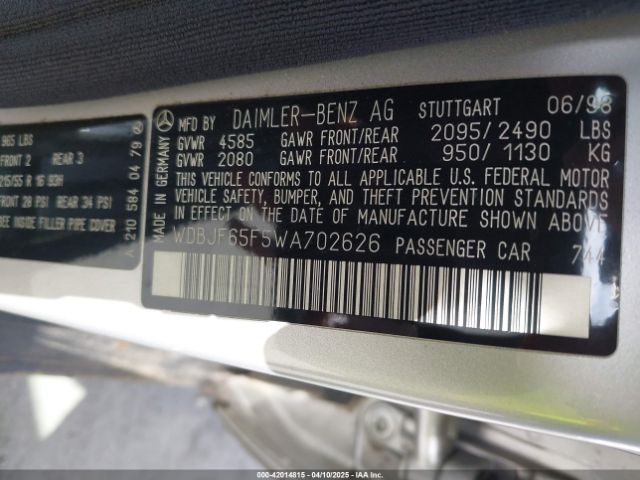 965 LBS
FRONT 2 REAR 3
215/55 R 16 93H
FRONT 28 PSI REAR 34 PSI
SEE INSIDE FILLER PIPE COVER
A 210 584 04 79
MADE IN GERMANY
MFD BY DAIMLER-BENZ AG STUTTGART 06/98
GVWR 4585 GAWR FRONT/REAR 2095/2490 LBS
GVWR 2080 GAWR FRONT/REAR 950/1130 KG
THIS VEHICLE CONFORMS TO ALL APPLICABLE U.S. FEDERAL MOTOR
VEHICLE SAFETY, BUMPER, AND THEFT PREVENTION STANDARDS
IN EFFECT ON THE DATE OF MANUFACTURE SHOWN ABOVE
WDBJF65F5WA702626 PASSENGER CAR 744
000-42014815 - 04/10/2025 - IAA Inc.